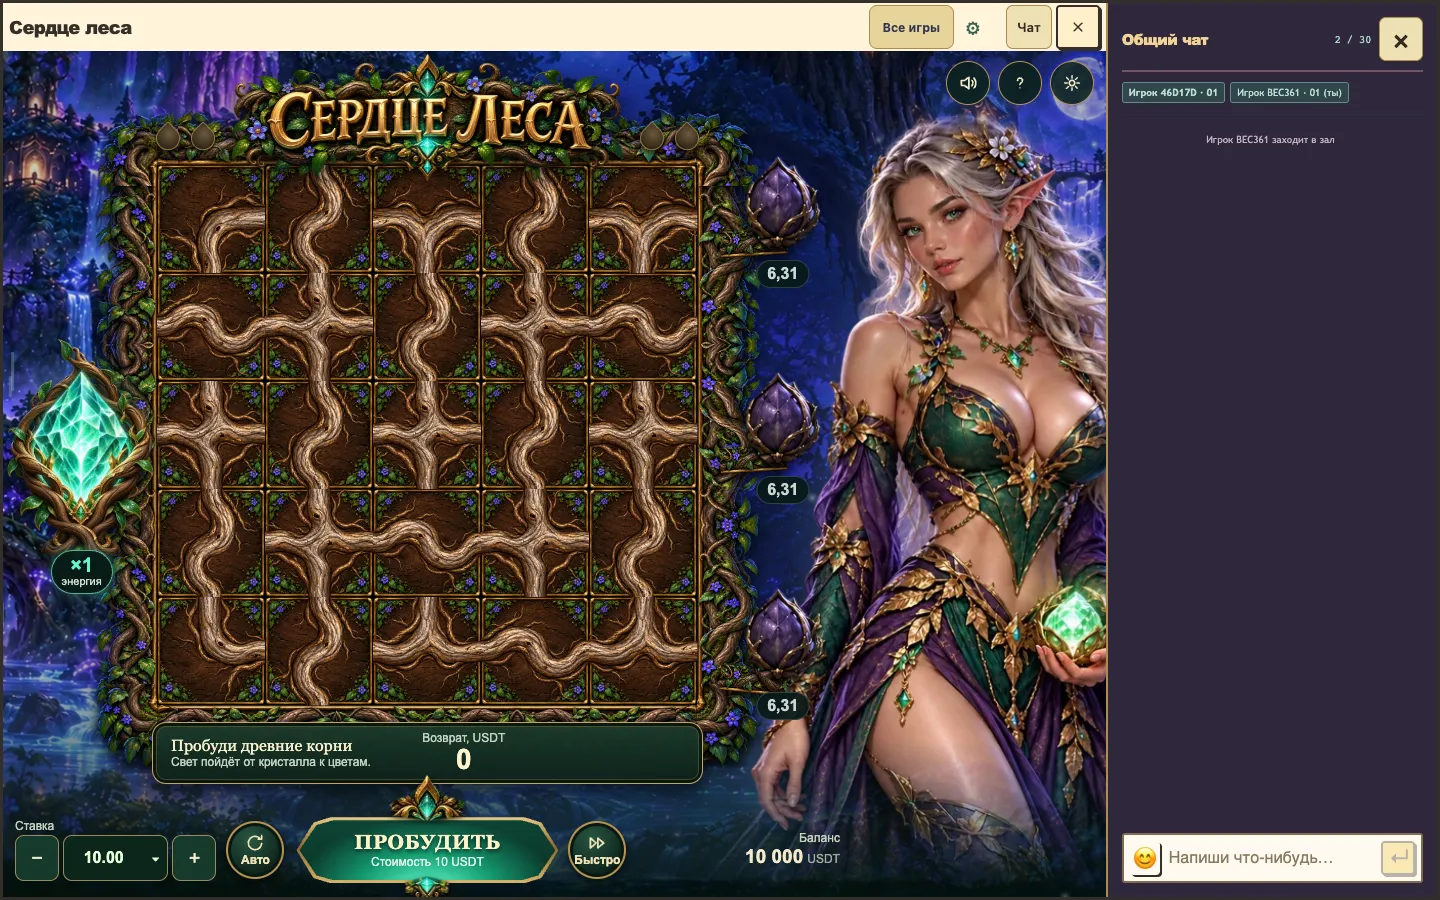 Сердце леса
Все игры
Чат
×
СЕРДЦЕ ЛЕСА
?
6,31
6,31
6,31
×1
энергия
Пробуди древние корни
Свет пойдёт от кристалла к цветам.
Возврат, USDT
0
Ставка
−
10.00
+
Авто
ПРОБУДИТЬ
Стоимость 10 USDT
Быстро
Баланс
10 000 USDT
Общий чат
2 / 30
×
Игрок 46D17D · 01
Игрок BEC361 · 01 (ты)
Игрок BEC361 заходит в зал
Напиши что-нибудь...